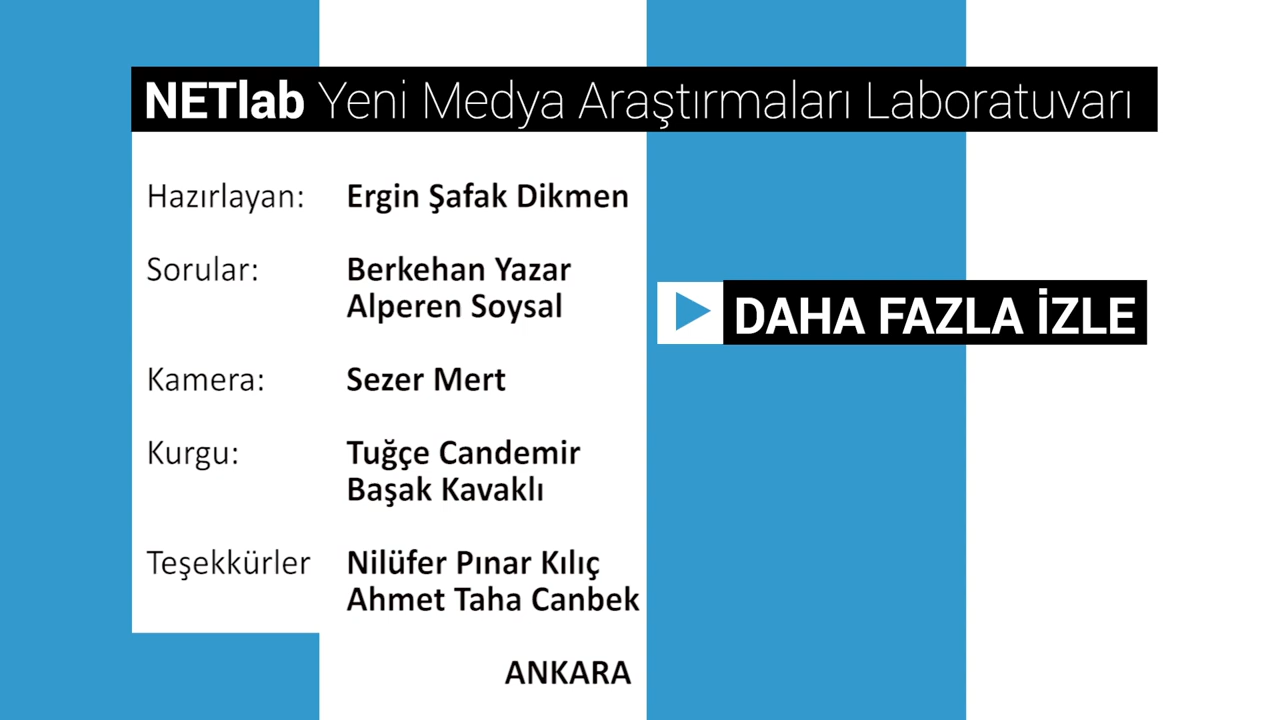 NETlab Yeni Medya Araştırmaları Laboratuvarı
Hazırlayan: Ergin Şafak Dikmen
Sorular: Berkehan Yazar
Alperen Soysal
Kamera: Sezer Mert
Kurgu: Tuğçe Candemir
Başak Kavaklı
Teşekkürler Nilüfer Pınar Kılıç
Ahmet Taha Canbek
ANKARA
DAHA FAZLA İZLE